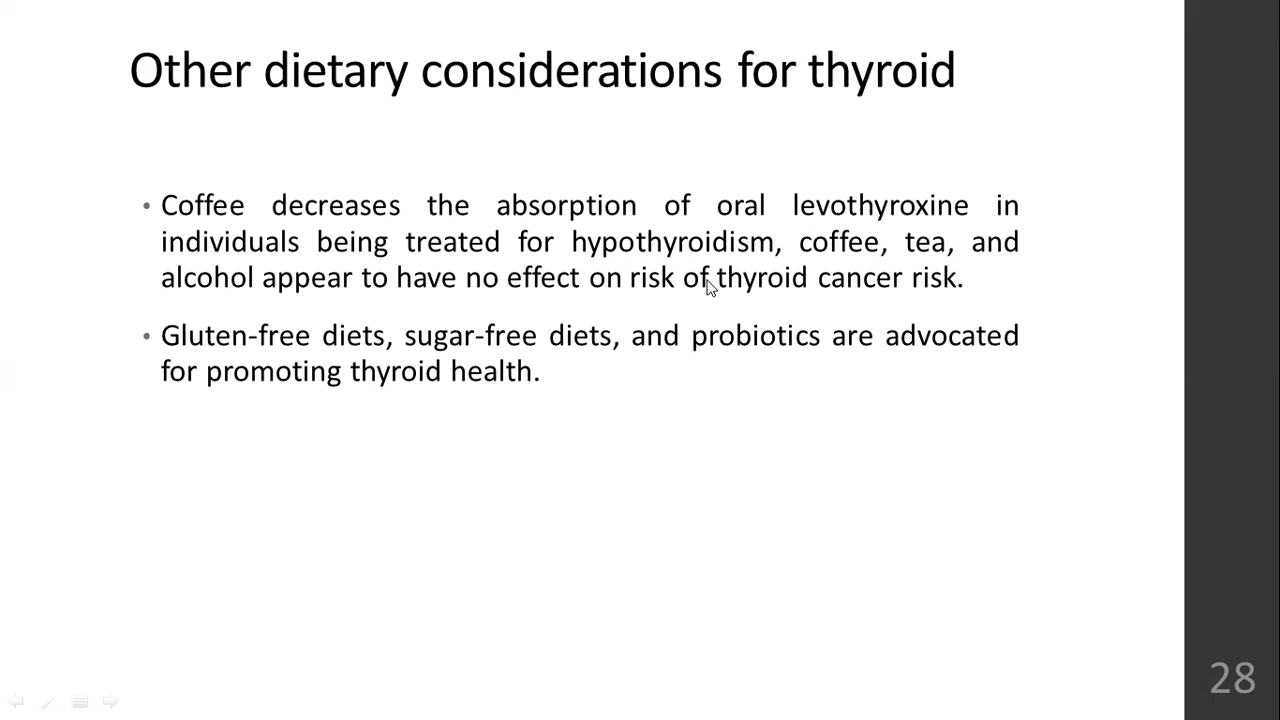 Other dietary considerations for thyroid
• Coffee decreases the absorption of oral levothyroxine in
individuals being treated for hypothyroidism, coffee, tea, and
alcohol appear to have no effect on risk of thyroid cancer risk.
• Gluten-free diets, sugar-free diets, and probiotics are advocated
for promoting thyroid health.
28